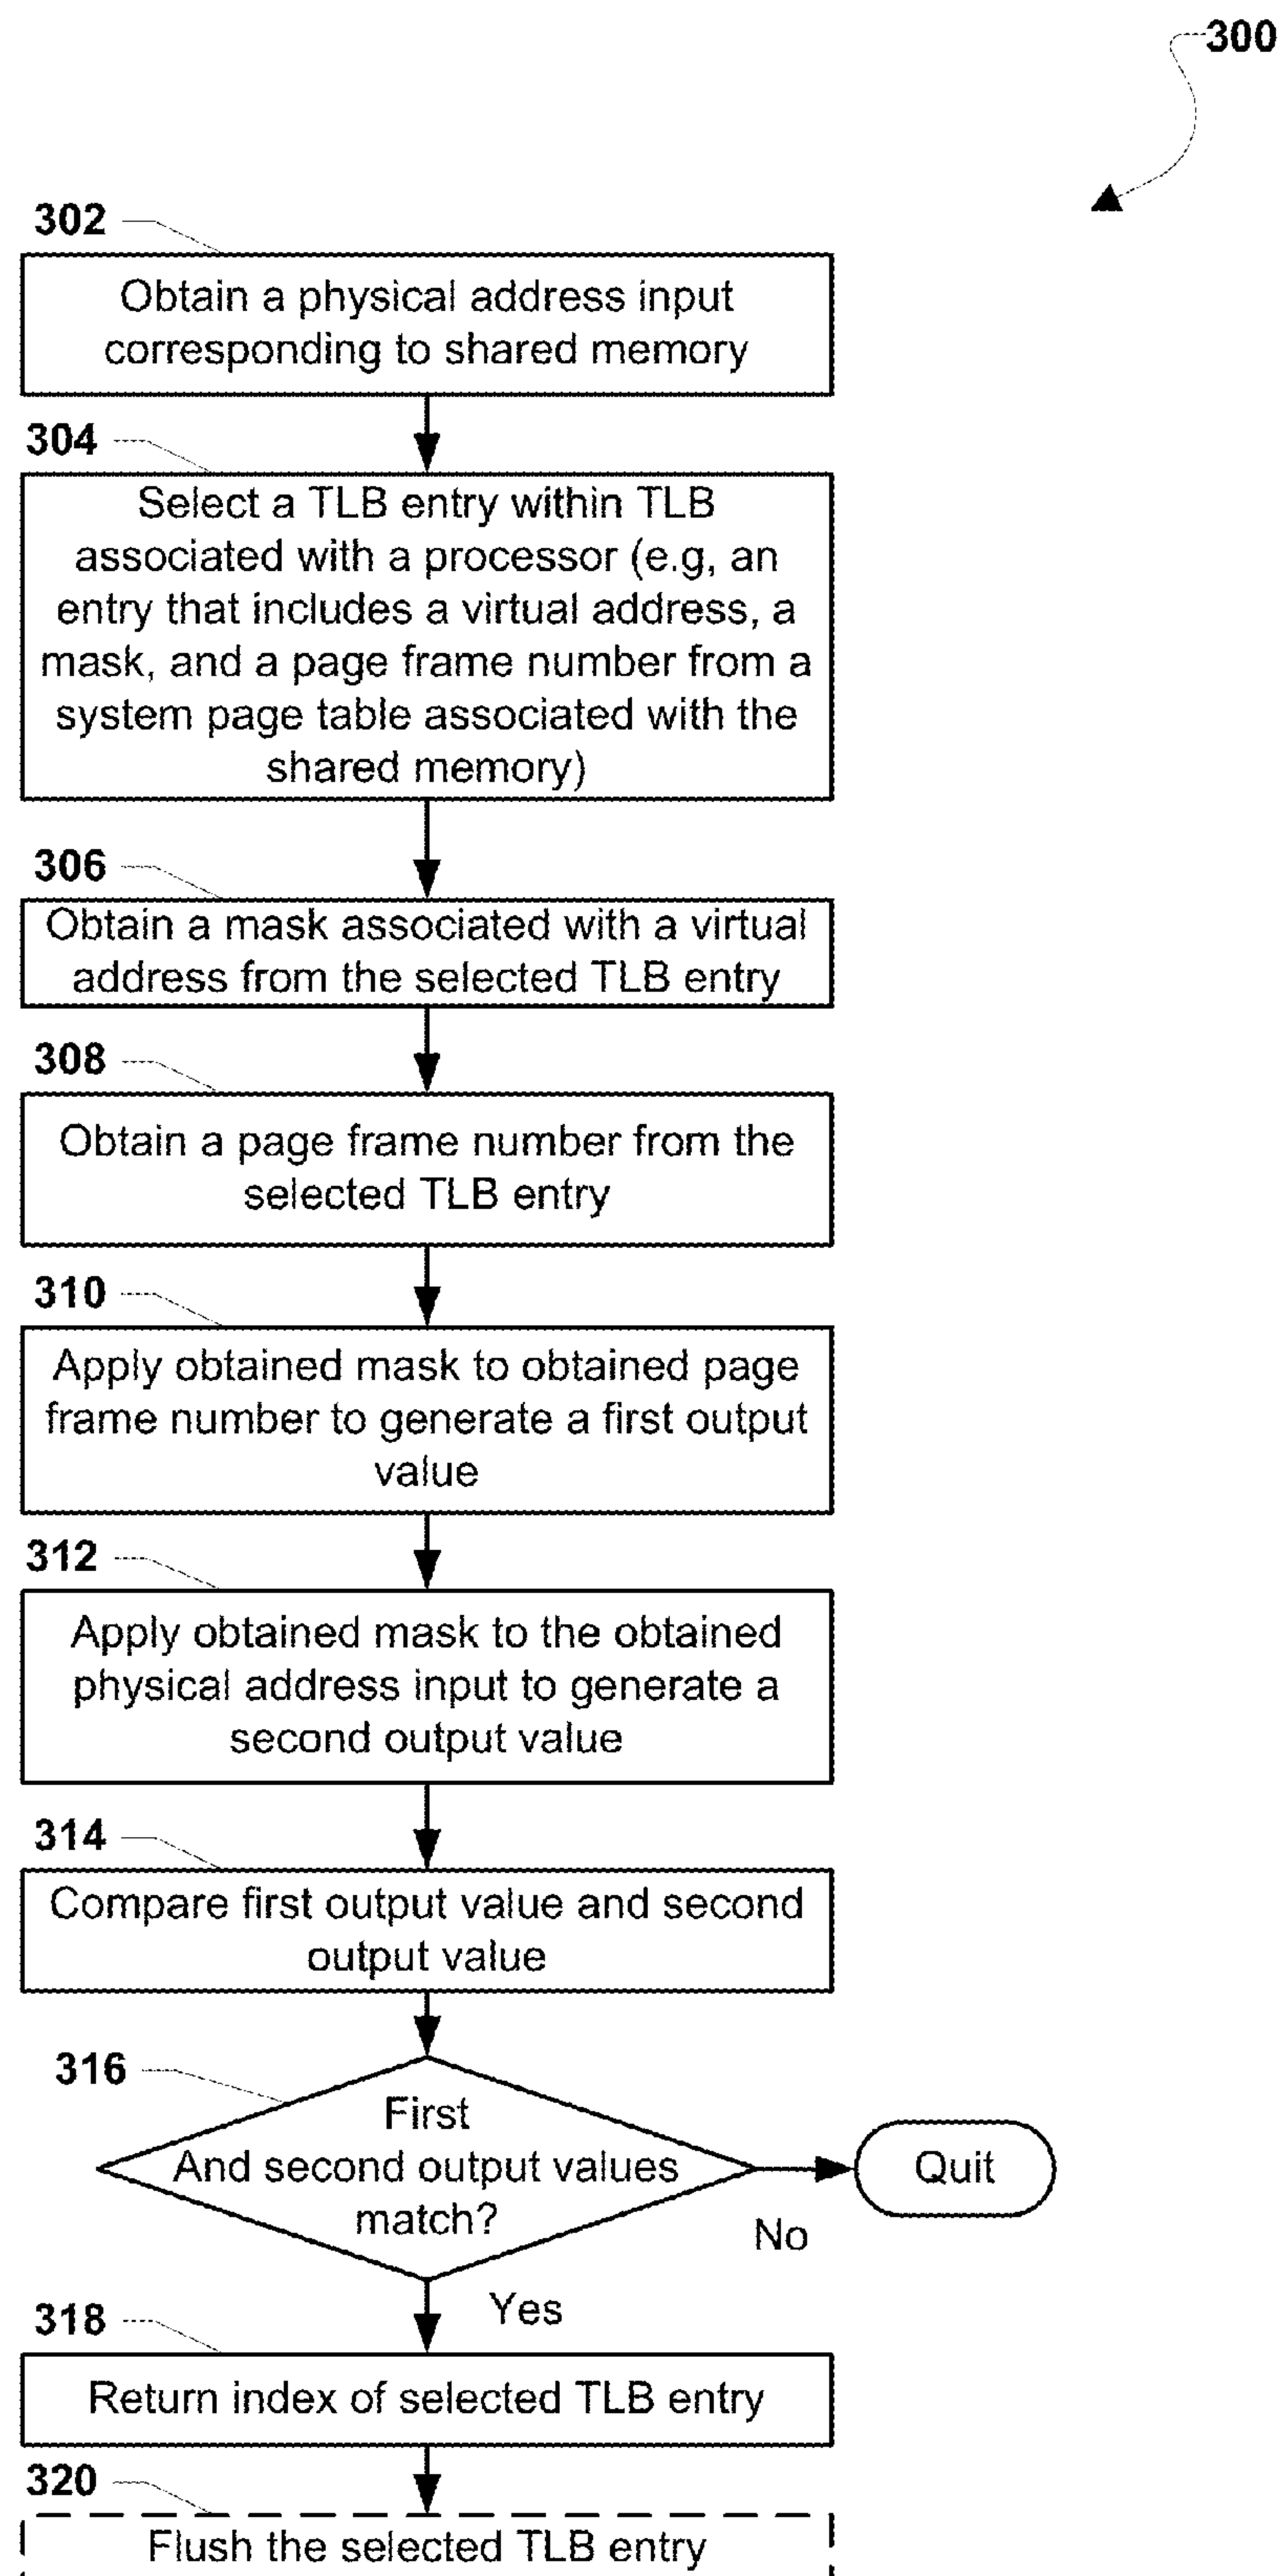 300
302
Obtain a physical address input
corresponding to shared memory
304
Select a TLB entry within TLB
associated with a processor (e.g, an
entry that includes a virtual address, a
mask, and a page frame number from a
system page table associated with the
shared memory)
306
Obtain a mask associated with a virtual
address from the selected TLB entry
308
Obtain a page frame number from the
selected TLB entry
310
Apply obtained mask to obtained page
frame number to generate a first output
value
312
Apply obtained mask to the obtained
physical address input to generate a
second output value
314
Compare first output value and second
output value
316
First
And second output values
match?
Quit
No
Yes
318
Return index of selected TLB entry
320
Flush the selected TLB entry